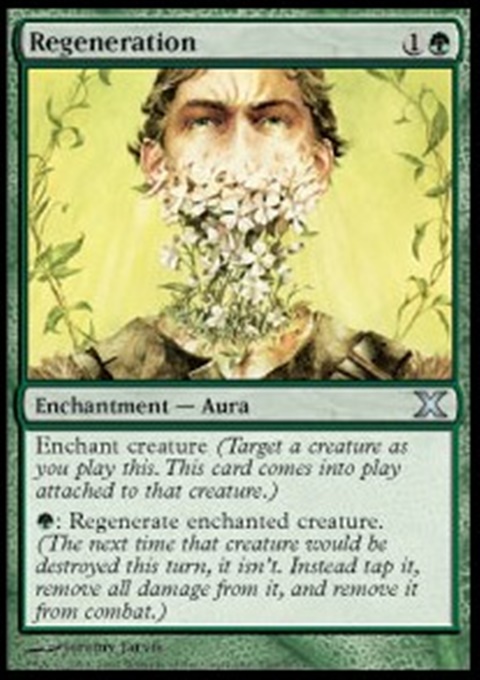 Regeneration 1
Enchantment — Aura X
Enchant creature (Target a creature as
you play this. This card comes into play
attached to that creature.)
: Regenerate enchanted creature.
(The next time that creature would be
destroyed this turn, it isn't. Instead tap it,
remove all damage from it, and remove it
from combat.)
Jeremy Jarvis